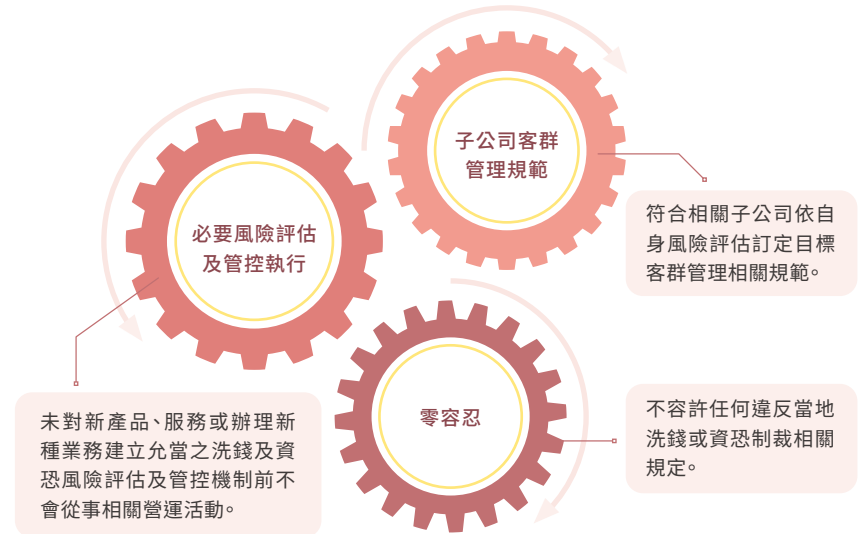 子公司客群
管理規範
符合相關子公司依自
身風險評估訂定目標
客群管理相關規範。
必要風險評估
及管控執行
未對新產品、服務或辦理新
種業務建立允當之洗錢及資
恐風險評估及管控機制前不
會從事相關營運活動。
零容忍
不容許任何違反當地
洗錢或資恐制裁相關
規定。